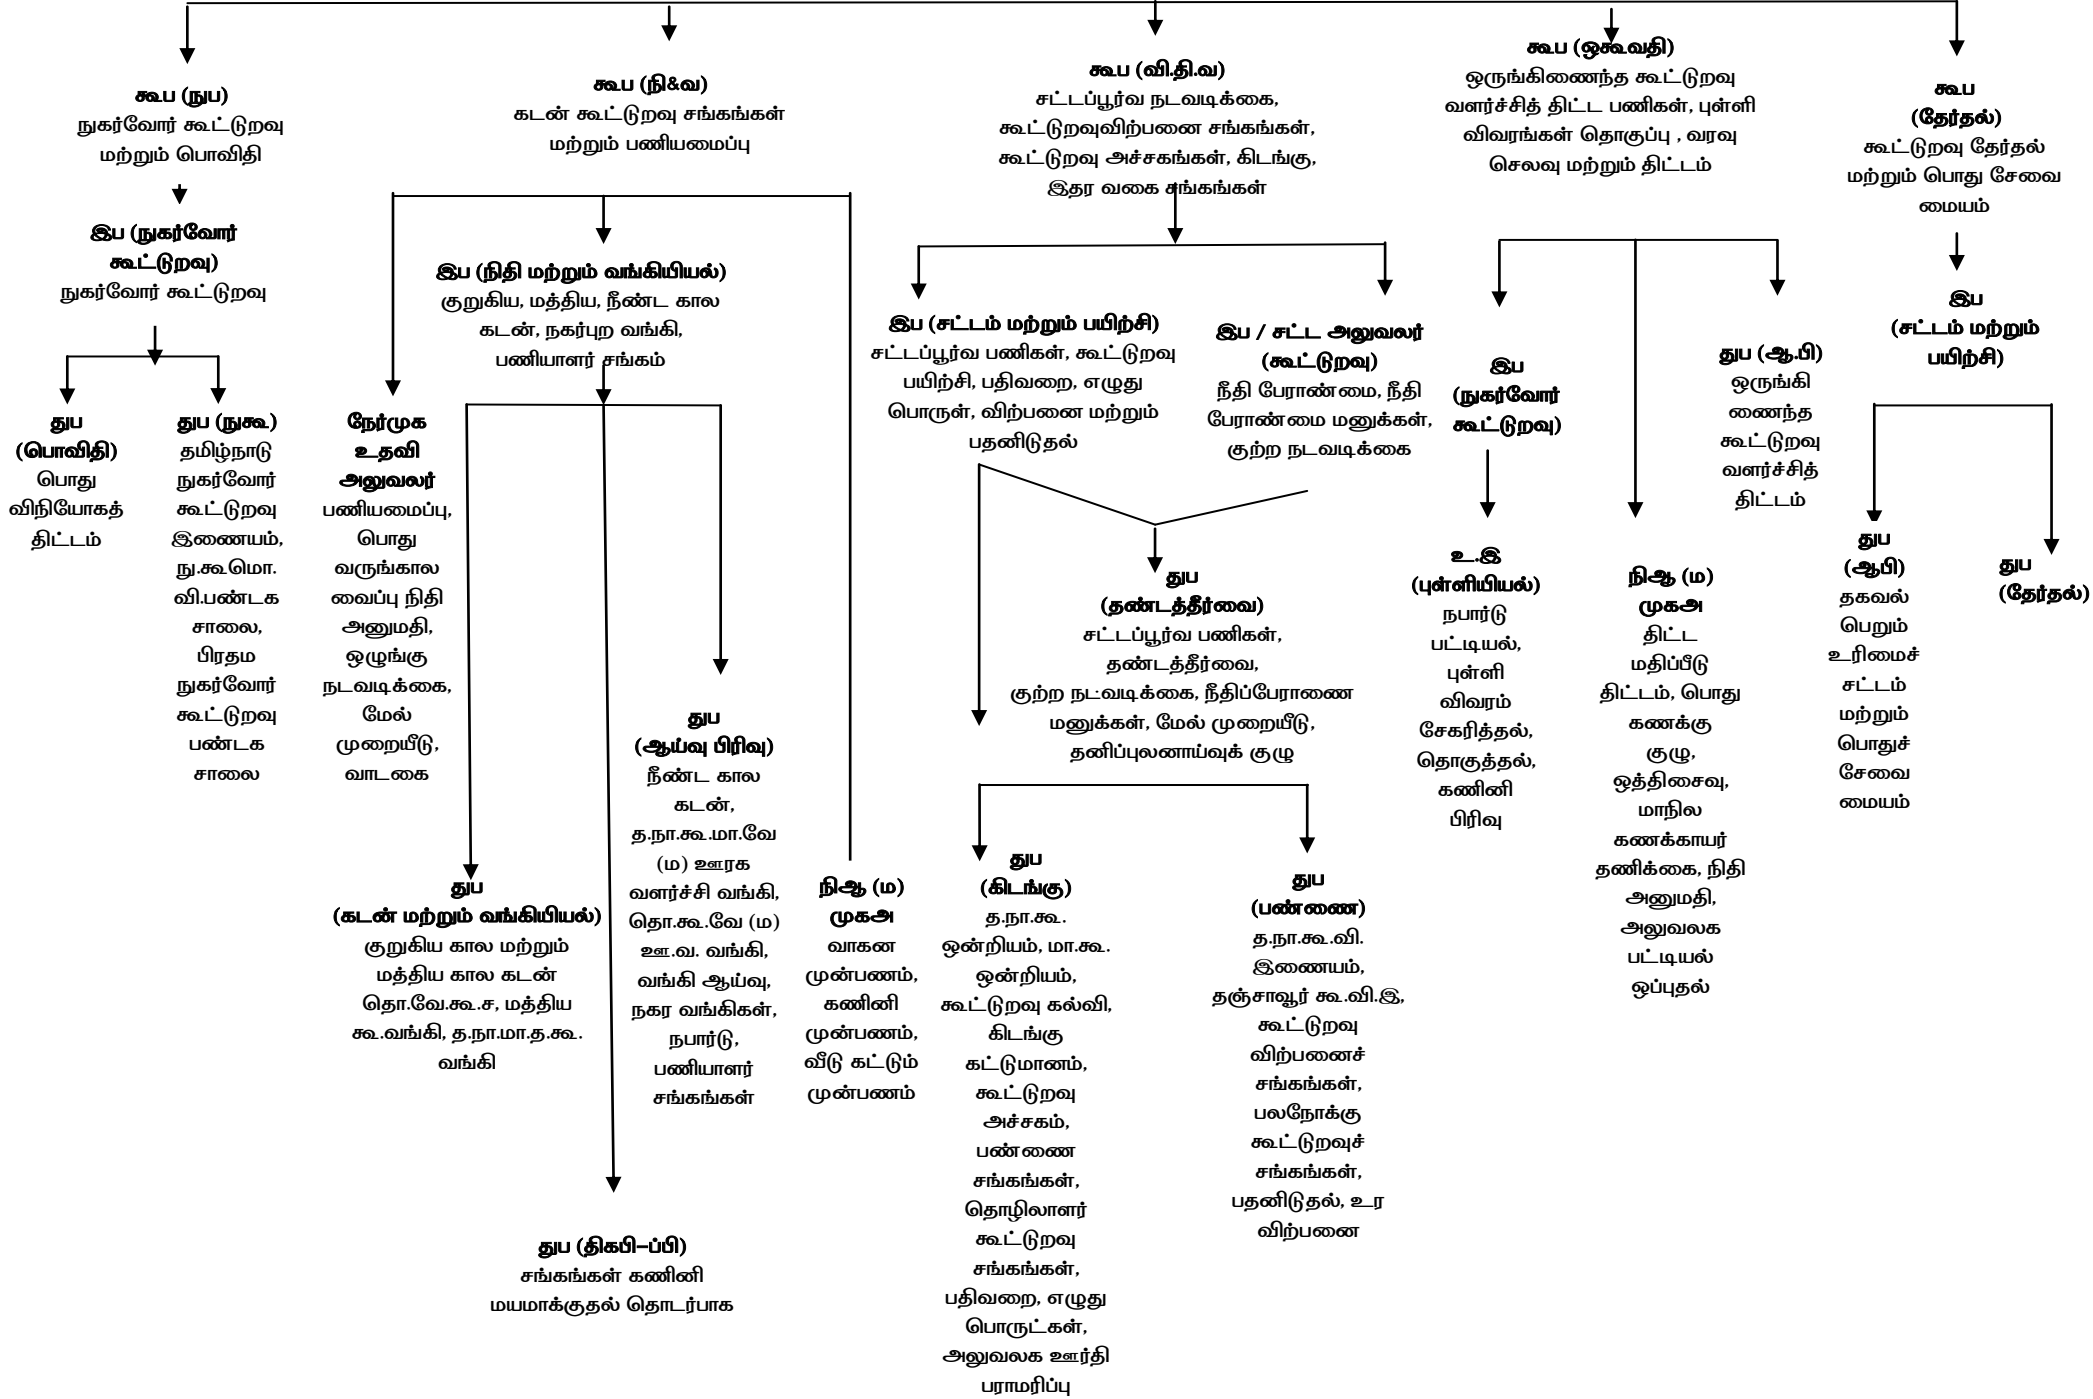 கூப (நுப)
நுகர்வோர் கூட்டுறவு
மற்றும் பொவிதி
இப (நுகர்வோர்
கூட்டுறவு)
நுகர்வோர் கூட்டுறவு
துப
(பொவிதி)
பொது
வினியோகத்
திட்டம்
துப (நுகூ)
தமிழ்நாடு
நுகர்வோர்
கூட்டுறவு
இணையம்,
நு.கூமொ.
வி.பண்டக
சாலை,
பிரதம
நுகர்வோர்
கூட்டுறவு
பண்டக
சாலை
கூப (நி&வ)
கடன் கூட்டுறவு சங்கங்கள்
மற்றும் பணியமைப்பு
இப (நிதி மற்றும் வங்கியியல்)
குறுகிய, மத்திய, நீண்ட கால
கடன், நகர்புற வங்கி,
பணியாளர் சங்கம்
நேர்முக
உதவி
அலுவலர்
பணியமைப்பு,
பொது
வருங்கால
வைப்பு நிதி
அனுமதி,
ஒழுங்கு
நடவடிக்கை,
மேல்
முறையீடு,
வாடகை
துப
(கடன் மற்றும் வங்கியியல்)
குறுகிய கால மற்றும்
மத்திய கால கடன்
தொ.வே.கூ.ச, மத்திய
கூ.வங்கி, த.நா.மா.த.கூ.
வங்கி
துப (திகபி–ப்பி)
சங்கங்கள் கணினி
மயமாக்குதல் தொடர்பாக
துப
(ஆய்வு பிரிவு)
நீண்ட கால
கடன்,
த.நா.கூ.மா.வே
(ம) ஊரக
வளர்ச்சி வங்கி,
தொ.கூ.வே (ம)
ஊ.வ. வங்கி,
வங்கி ஆய்வு,
நகர வங்கிகள்,
நபார்டு,
பணியாளர்
சங்கங்கள்
நிஆ (ம)
முகஅ
வாகன
முன்பணம்,
கணினி
முன்பணம்,
வீடு கட்டும்
முன்பணம்
கூப (வி.தி.வ)
சட்டப்பூர்வ நடவடிக்கை,
கூட்டுறவுவிற்பனை சங்கங்கள்,
கூட்டுறவு அச்சகங்கள், கிடங்கு,
இதர வகை சங்கங்கள்
இப (சட்டம் மற்றும் பயிற்சி)
சட்டப்பூர்வ பணிகள், கூட்டுறவு
பயிற்சி, பதிவறை, எழுது
பொருள், விற்பனை மற்றும்
பதனிடுதல்
இப / சட்ட அலுவலர்
(கூட்டுறவு)
நீதி பேராண்மை, நீதி
பேராண்மை மனுக்கள்,
குற்ற நடவடிக்கை
துப
(தண்டத்தீர்வை)
சட்டப்பூர்வ பணிகள்,
தண்டத்தீர்வை,
குற்ற நடவடிக்கை, நீதிப்பேராணை
மனுக்கள், மேல் முறையீடு,
தனிப்புலனாய்வுக் குழு
துப
(கிடங்கு)
த.நா.கூ.
ஒன்றியம், மா.கூ.
ஒன்றியம்,
கூட்டுறவு கல்வி,
கிடங்கு
கட்டுமானம்,
கூட்டுறவு
அச்சகம்,
பண்ணை
சங்கங்கள்,
தொழிலாளர்
கூட்டுறவு
சங்கங்கள்,
பதிவறை, எழுது
பொருட்கள்,
அலுவலக ஊர்தி
பராமரிப்பு
துப
(பண்ணை)
த.நா.கூ.வி.
இணையம்,
தஞ்சாவூர் கூ.வி.இ,
கூட்டுறவு
விற்பனைச்
சங்கங்கள்,
பலநோக்கு
கூட்டுறவுச்
சங்கங்கள்,
பதனிடுதல், உர
விற்பனை
கூப (ஒகூவதி)
ஒருங்கிணைந்த கூட்டுறவு
வளர்ச்சித் திட்ட பணிகள், புள்ளி
விவரங்கள் தொகுப்பு , வரவு
செலவு மற்றும் திட்டம்
இப
(நுகர்வோர்
கூட்டுறவு)
உ.இ
(புள்ளியியல்)
நபார்டு
பட்டியல்,
புள்ளி
விவரம்
சேகரித்தல்,
தொகுத்தல்,
கணினி
பிரிவு
நிஆ (ம)
முகஅ
திட்ட
மதிப்பீடு
திட்டம், பொது
கணக்கு
குழு,
ஒத்திசைவு,
மாநில
கணக்காயர்
தணிக்கை, நிதி
அனுமதி,
அலுவலக
பட்டியல்
ஒப்புதல்
துப (ஆ.பி)
ஒருங்கி
ணைந்த
கூட்டுறவு
வளர்ச்சித்
திட்டம்
கூப
(தேர்தல்)
கூட்டுறவு தேர்தல்
மற்றும் பொது சேவை
மையம்
இப
(சட்டம் மற்றும்
பயிற்சி)
துப
(ஆபி)
தகவல்
பெறும்
உரிமைச்
சட்டம்
மற்றும்
பொதுச்
சேவை
மையம்
துப
(தேர்தல்)